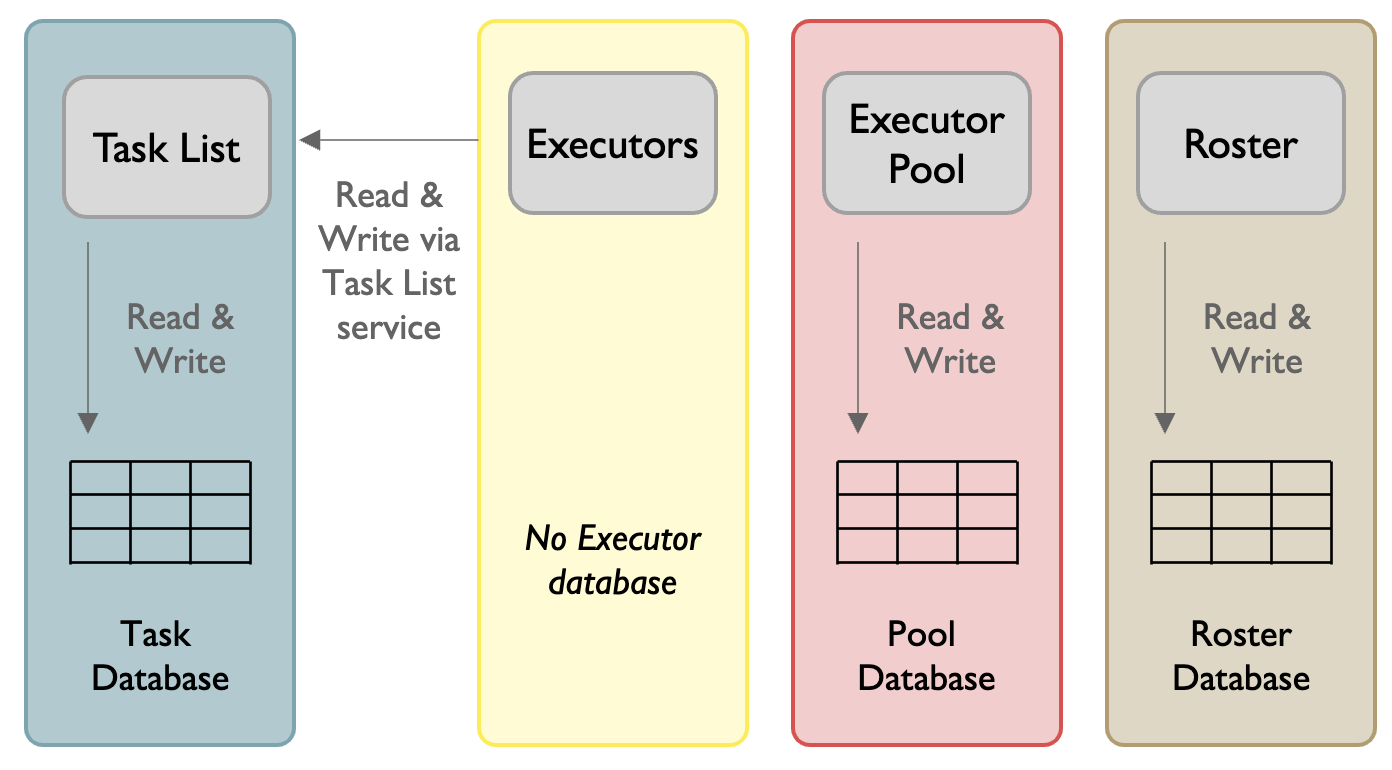 Task List
Read &
Write
Task
Database
Read &
Write via
Task List
service
Executors
No Executor
database
Executor
Pool
Read &
Write
Pool
Database
Roster
Read &
Write
Roster
Database